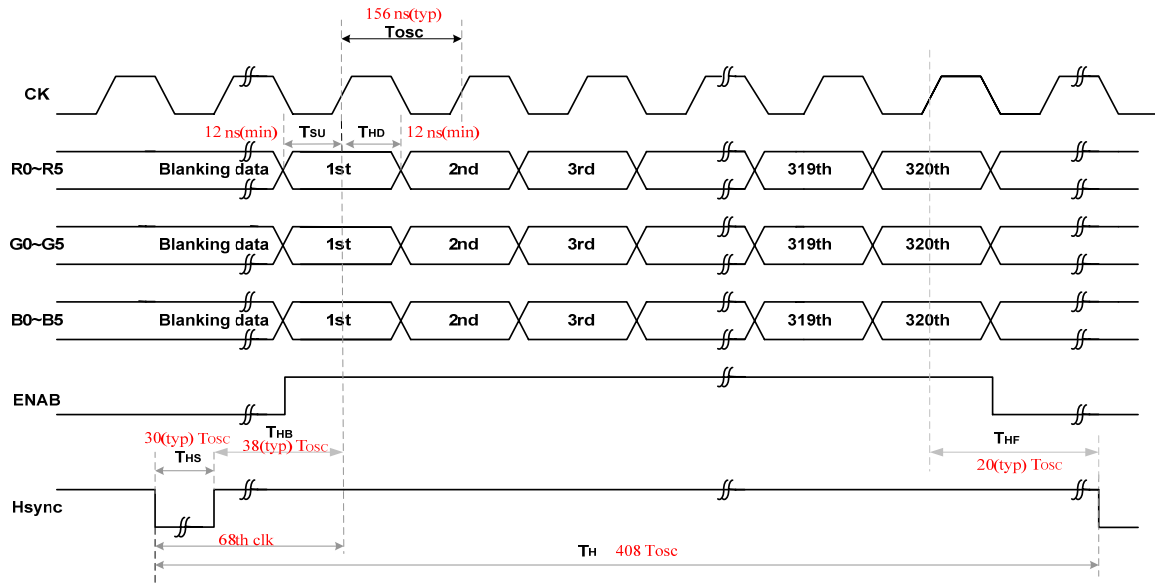 156 ns(typ)
Tosc
CK
12 ns(min) TSU THD 12 ns(min)
R0~R5 Blanking data 1st 2nd 3rd 319th 320th
G0~G5 Blanking data 1st 2nd 3rd 319th 320th
B0~B5 Blanking data 1st 2nd 3rd 319th 320th
ENAB
30(typ) Tosc THB THF
THS 38(typ) Tosc 20(typ) Tosc
Hsync
68th clk
TH 408 Tosc